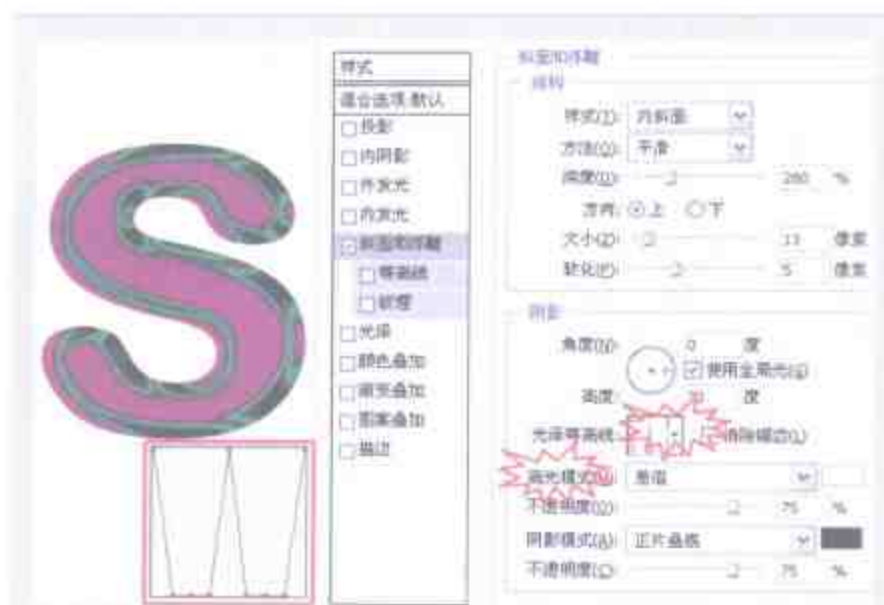 样式
混合选项:默认
投影
内阴影
外发光
内发光
斜面和浮雕
等高线
纹理
光泽
颜色叠加
渐变叠加
图案叠加
描边
斜面和浮雕
结构
样式(T): 内斜面
方法(Q): 平滑
深度(D): %
方向: 上 下
大小(Z): 像素
软化(F): 5 像素
阴影
角度(N): 0 度
使用全局光(G)
高度: 度
光泽等高线: 消除锯齿(L)
高光模式 差值
不透明度(O): 75 %
阴影模式(A): 正片叠底
不透明度(C): 75 %